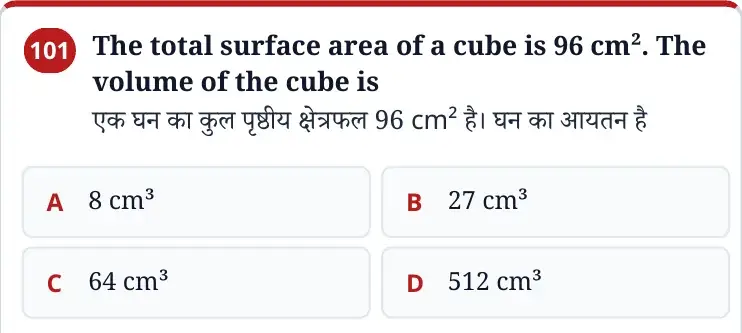 101 The total surface area of a cube is 96 cm². The
volume of the cube is
एक घन का कुल पृष्ठीय क्षेत्रफल 96 cm² है। घन का आयतन है
A 8 cm³ B 27 cm³
C 64 cm³ D 512 cm³